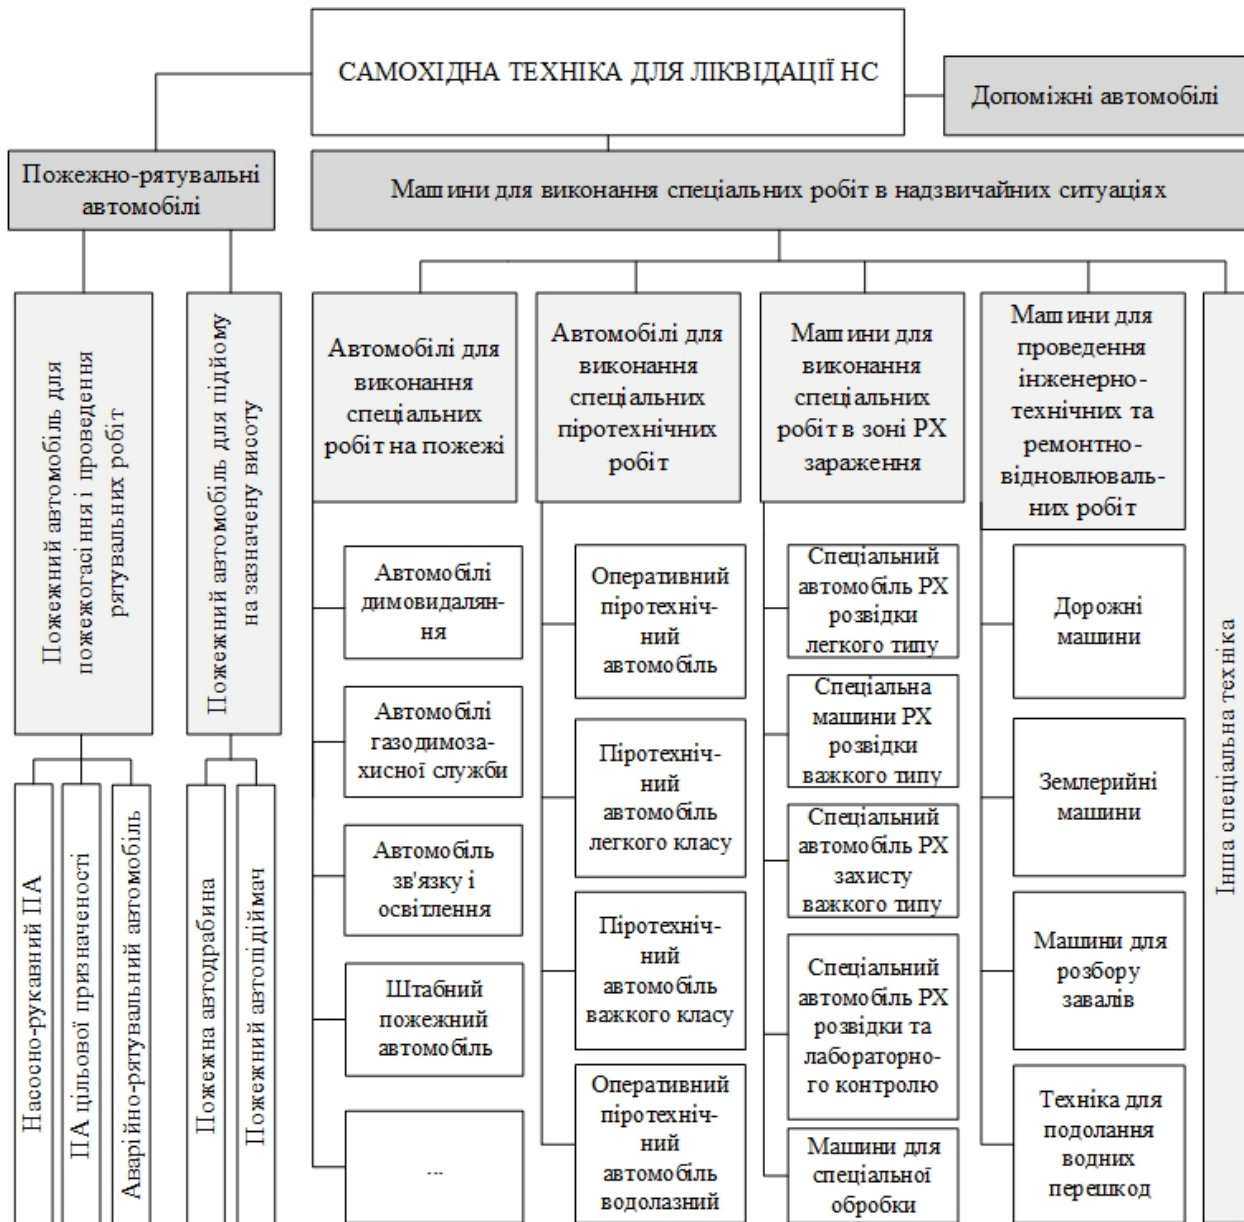 САМОХІДНА ТЕХНІКА ДЛЯ ЛІКВІДАЦІЇ НС
Допоміжні автомобілі
Пожежно-рятувальні
автомобілі
Машини для виконання спеціальних робіт в надзвичайних ситуаціях
Пожежний автомобіль для
пожежогасіння і проведення
рятувальних робіт
Насосно-рукавний ПА
ПА цільової призначеності
Аварійно-рятувальний автомобіль
Пожежний автомобіль для підйому
на зазначену висоту
Пожежна автодрабина
Пожежний автопідіймач
Автомобілі для
виконання
спеціальних
робіт на пожежі
Автомобілі
димовидалян-
ня
Автомобілі
газодимоза-
хисної служби
Автомобіль
зв'язку і
освітлення
Штабний
пожежний
автомобіль
...
Автомобілі для
виконання
спеціальних
піротехнічних
робіт
Оперативний
піротехніч-
ний
автомобіль
Піротехніч-
ний
автомобіль
легкого класу
Піротехніч-
ний
автомобіль
важкого класу
Оперативний
піротехніч-
ний
автомобіль
водолазний
Машини для
виконання
спеціальних
робіт в зоні РХ
зараження
Спеціальний
автомобіль РХ
розвідки
легкого типу
Спеціальна
машини РХ
розвідки
важкого типу
Спеціальний
автомобіль РХ
захисту
важкого типу
Спеціальний
автомобіль РХ
розвідки та
лабораторно-
го контролю
Машини для
спеціальної
обробки
Машини для
проведення
інженерно-
технічних та
ремонтно-
відновлюваль-
них робіт
Дорожні
машини
Землерийні
машини
Машини для
розбору
завалів
Техніка для
подолання
водних
перешкод
Інша спеціальна техніка